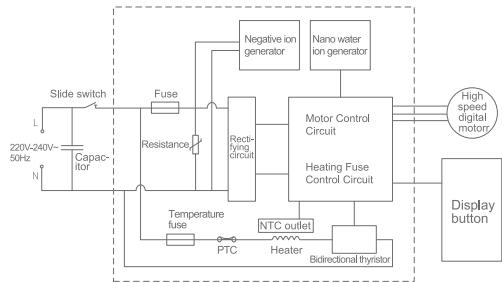 Negative ion
generator
Nano water
ion generator
Slide switch
Fuse
High
speed
digital
motorr
L
220V-240V~
50Hz
N
Capac-
itor
Resistance
Recti-
fying
circuit
Motor Control
Circuit
Heating Fuse
Control Circuit
Temperature
fuse
PTC
Heater
NTC outlet
Bidirectional thyristor
Display
button